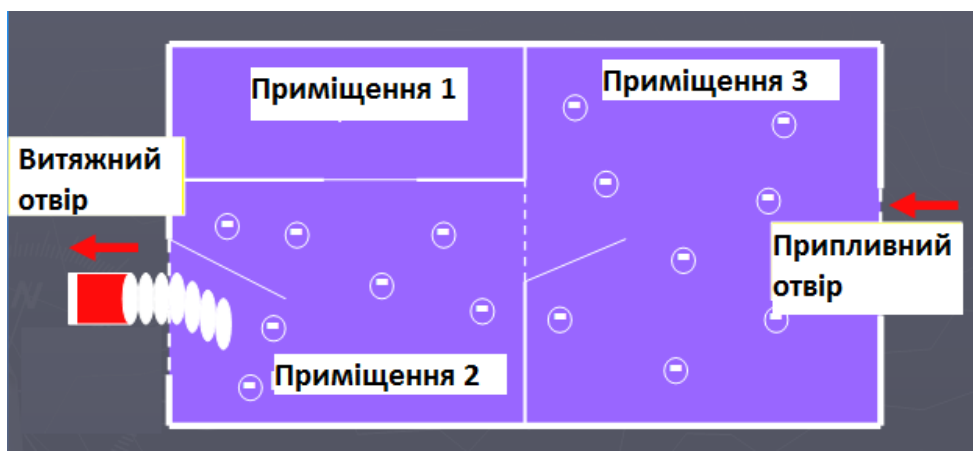 Приміщення 1
Приміщення 3
Витяжний
отвір
Припливний
отвір
Приміщення 2